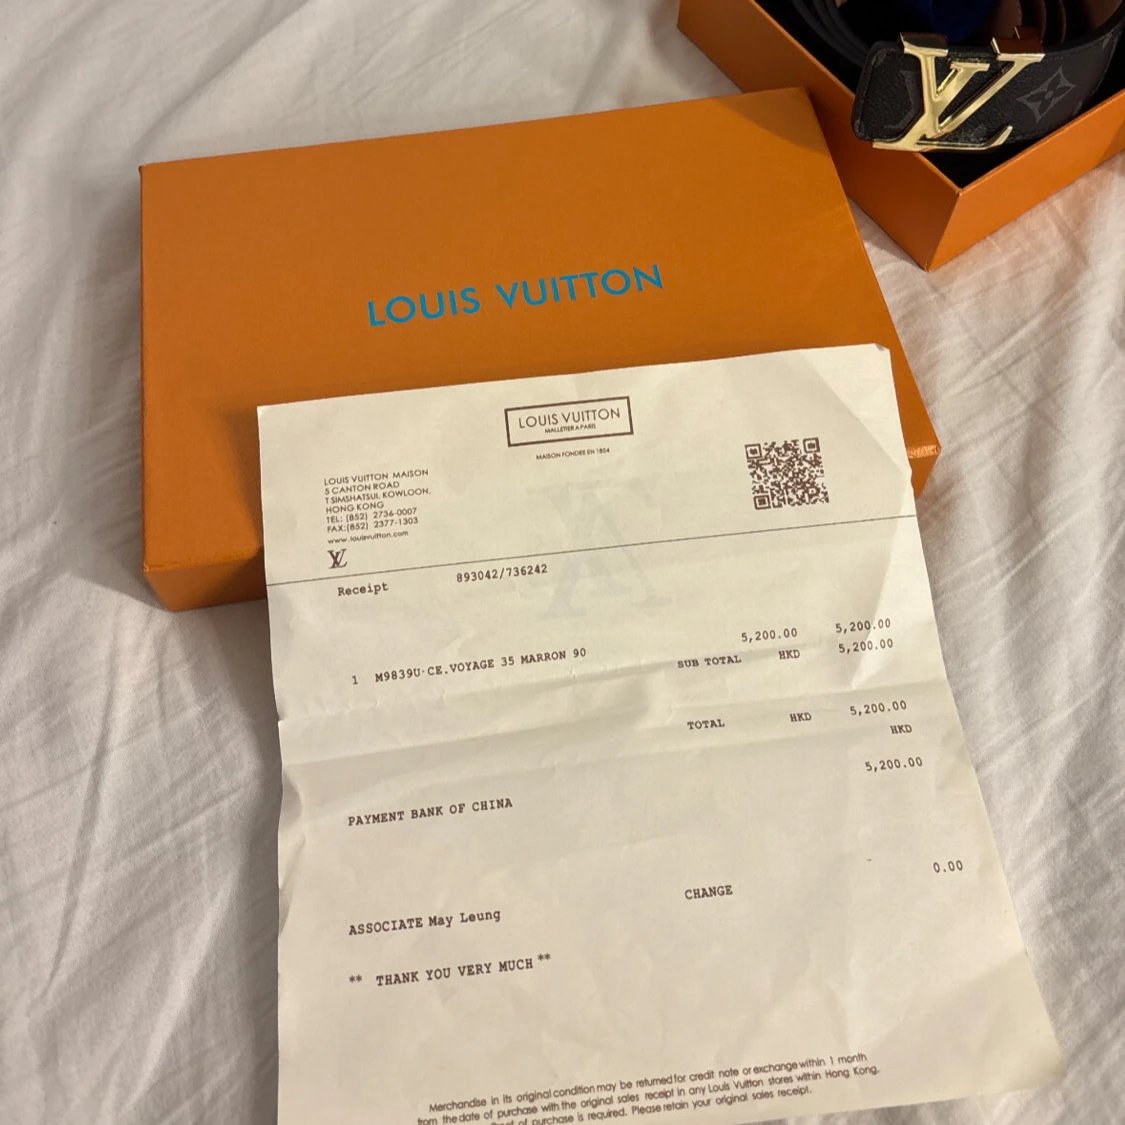 LV
LOUIS VUITTON
LOUIS VUITTON
MALLETIER A PARIS
MAISON FONDEE EN 1854
LOUIS VUITTON MAISON
5 CANTON ROAD
T.SIMSHATSUI, KOWLOON,
HONG KONG
TEL: (852) 2736-0007
FAX:(852) 2377-1303
www.louisvuitton.com
LV
Receipt 893042/736242
5,200.00 5,200.00
1 M9839U·CE.VOYAGE 35 MARRON 90
SUB TOTAL HKD 5,200.00
TOTAL HKD 5,200.00
HKD
5,200.00
PAYMENT BANK OF CHINA
CHANGE 0.00
ASSOCIATE May Leung
** THANK YOU VERY MUCH **
Merchandise in its original condition may be returned for credit note or exchange within 1 month
from the date of purchase with the original sales receipt in any Louis Vuitton stores within Hong Kong.
of purchase is required. Please retain your original sales receipt.